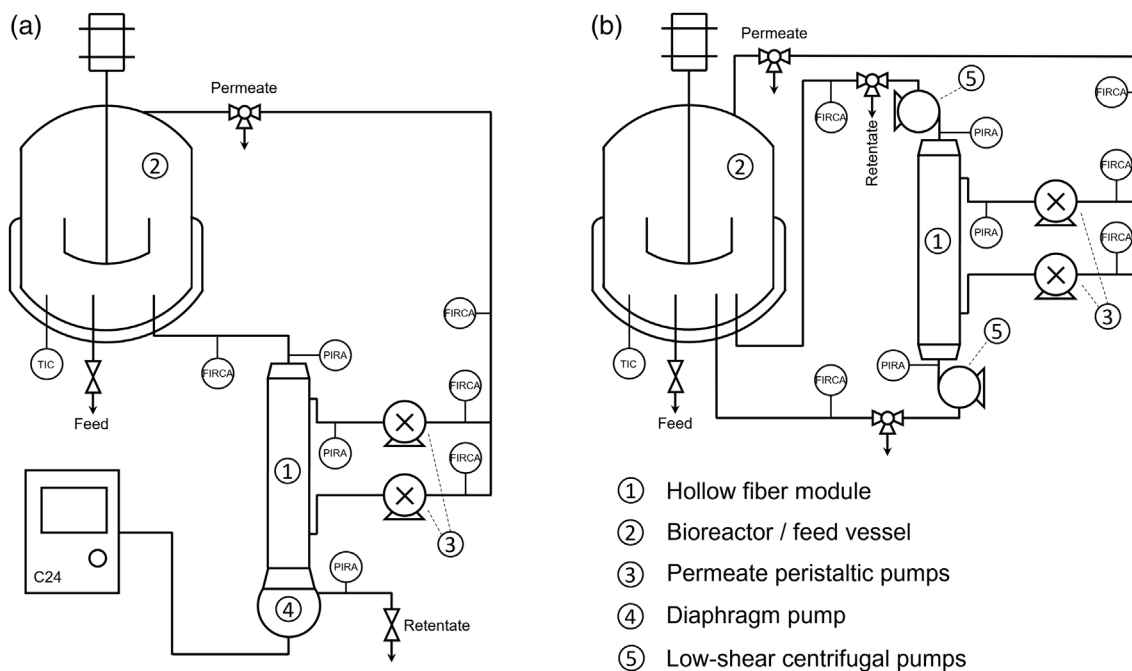 (a)
Permeate
2
FIRCA
TIC
FIRCA
PIRA
Feed
FIRCA
PIRA
1
FIRCA
3
C24
PIRA
4
Retentate
(b)
Permeate
5
FIRCA
FIRCA
Retentate
PIRA
2
FIRCA
PIRA
1
FIRCA
3
5
TIC
PIRA
FIRCA
Feed
1 Hollow fiber module
2 Bioreactor / feed vessel
3 Permeate peristaltic pumps
4 Diaphragm pump
5 Low-shear centrifugal pumps